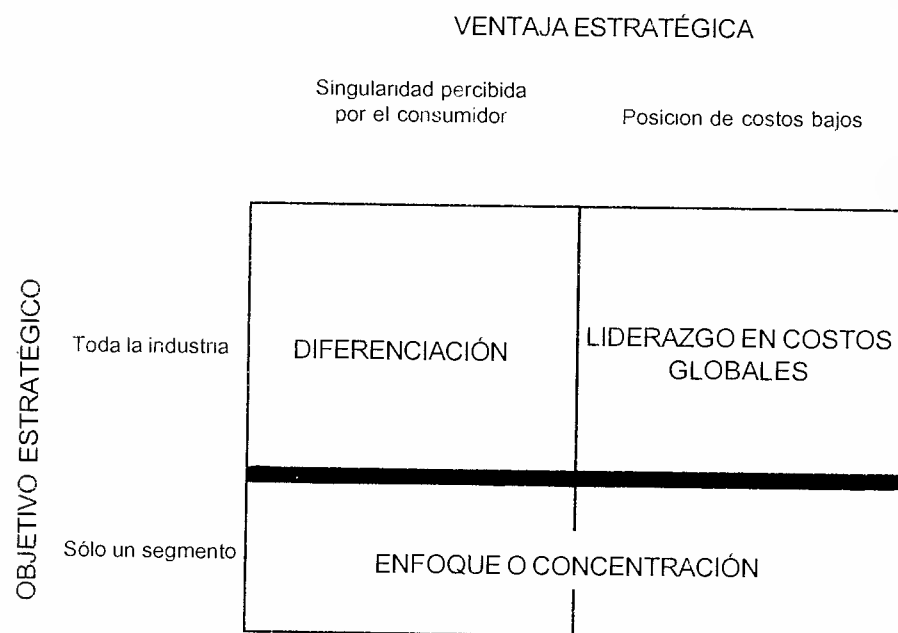 VENTAJA ESTRATÉGICA
Singularidad percibida
por el consumidor
Posicion de costos bajos
OBJETIVO ESTRATÉGICO
Toda la industria
DIFERENCIACIÓN
LIDERAZGO EN COSTOS
GLOBALES
Sólo un segmento
ENFOQUE O CONCENTRACIÓN